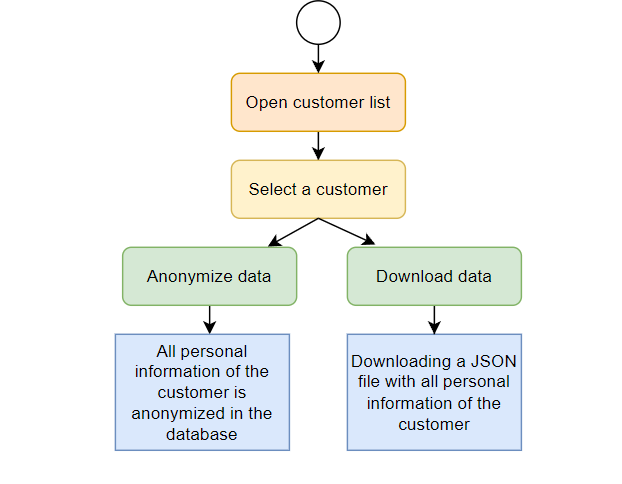 Open customer list
Select a customer
Anonymize data
Download data
All personal
information of the
customer is
anonymized in the
database
Downloading a JSON
file with all personal
information of the
customer